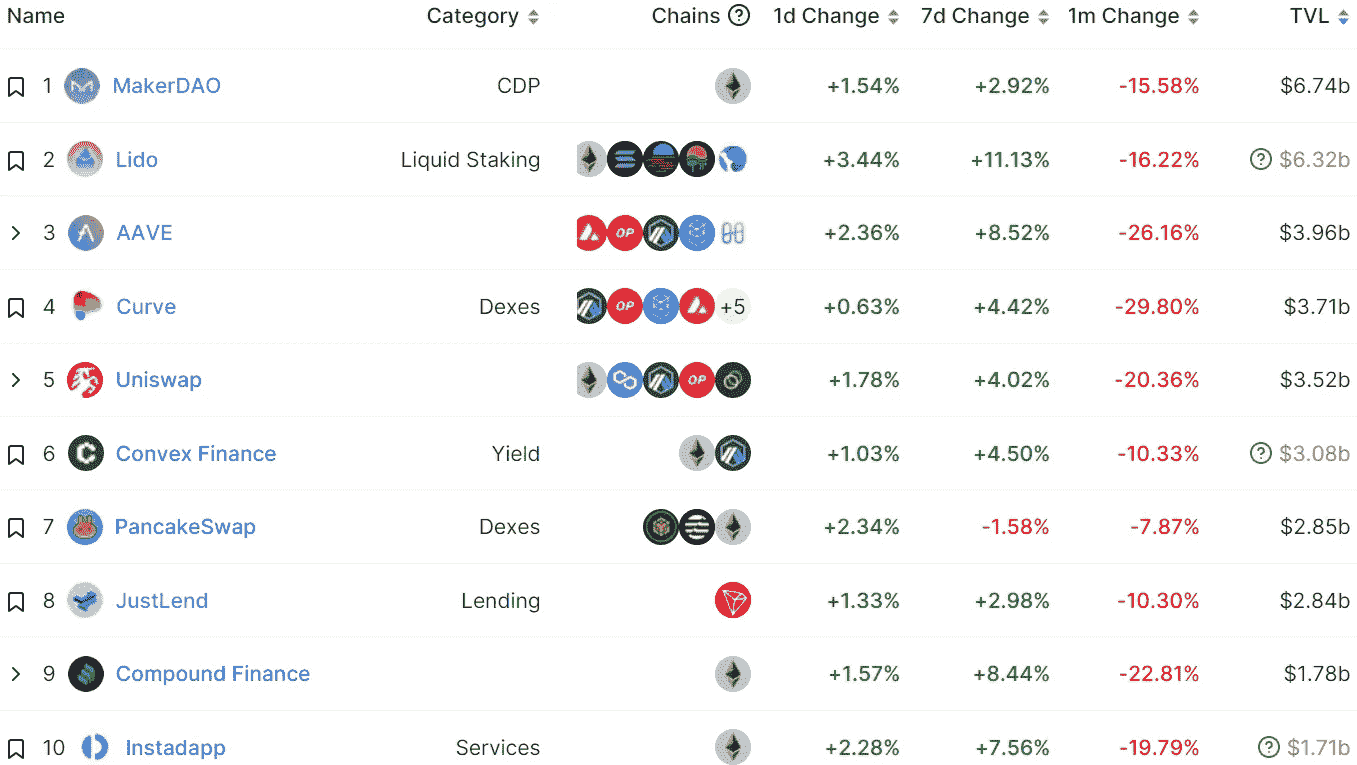 Name Category Chains ? 1d Change 7d Change 1m Change TVL
1 MakerDAO CDP +1.54% +2.92% -15.58% $6.74b
2 Lido Liquid Staking +3.44% +11.13% -16.22% ? $6.32b
3 AAVE OP +2.36% +8.52% -26.16% $3.96b
4 Curve Dexes OP +5 +0.63% +4.42% -29.80% $3.71b
5 Uniswap OP +1.78% +4.02% -20.36% $3.52b
6 Convex Finance Yield +1.03% +4.50% -10.33% ? $3.08b
7 PancakeSwap Dexes +2.34% -1.58% -7.87% $2.85b
8 JustLend Lending +1.33% +2.98% -10.30% $2.84b
9 Compound Finance +1.57% +8.44% -22.81% $1.78b
10 Instadapp Services +2.28% +7.56% -19.79% ? $1.71b